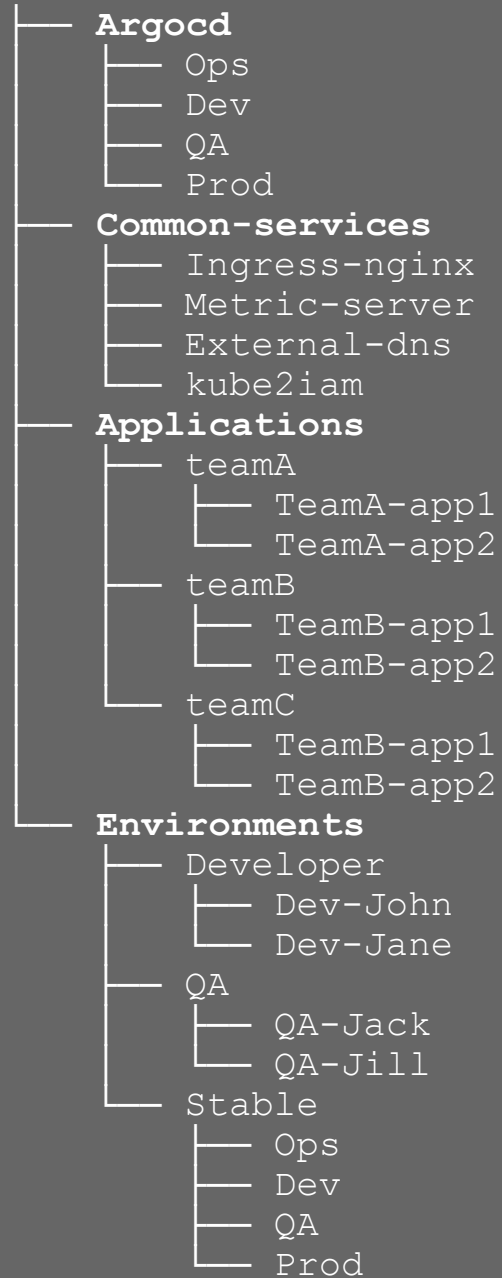 ├── Argocd
│   ├── Ops
│   ├── Dev
│   ├── QA
│   └── Prod
├── Common-services
│   ├── Ingress-nginx
│   ├── Metric-server
│   ├── External-dns
│   └── kube2iam
├── Applications
│   ├── teamA
│   │   ├── TeamA-app1
│   │   └── TeamA-app2
│   ├── teamB
│   │   ├── TeamB-app1
│   │   └── TeamB-app2
│   └── teamC
│       ├── TeamB-app1
│       └── TeamB-app2
└── Environments
    ├── Developer
    │   ├── Dev-John
    │   └── Dev-Jane
    ├── QA
    │   ├── QA-Jack
    │   └── QA-Jill
    └── Stable
        ├── Ops
        ├── Dev
        ├── QA
        └── Prod